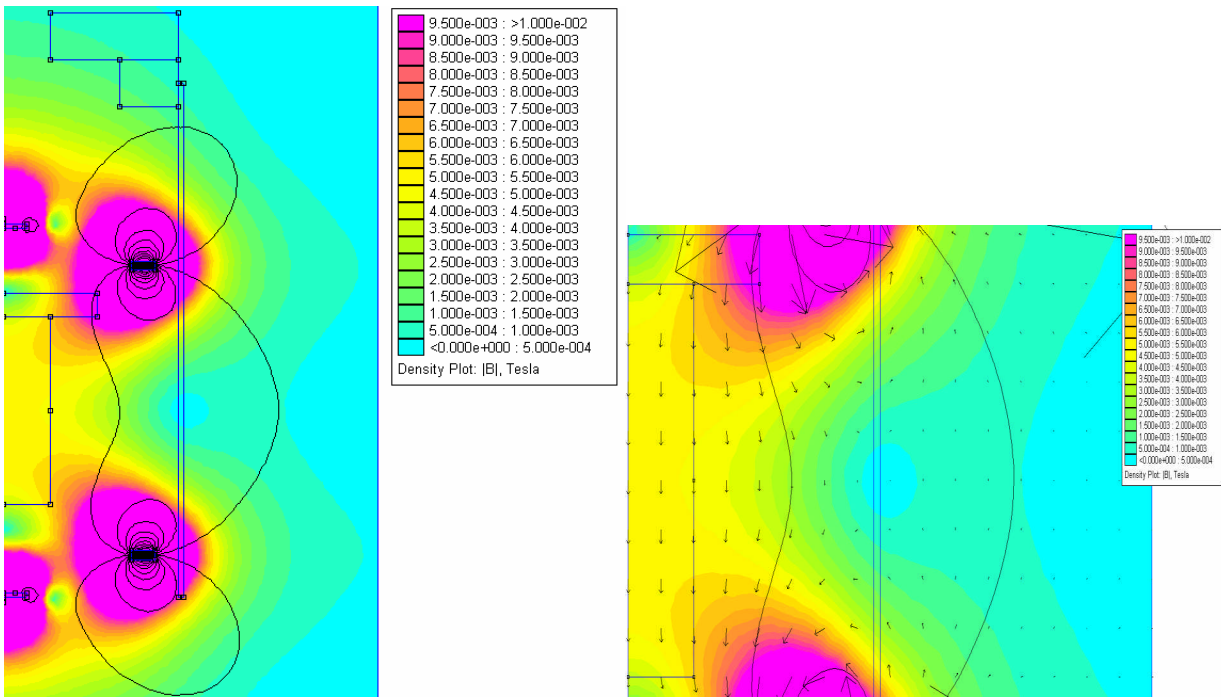 9.500e-003 : >1.000e-002
9.000e-003 : 9.500e-003
8.500e-003 : 9.000e-003
8.000e-003 : 8.500e-003
7.500e-003 : 8.000e-003
7.000e-003 : 7.500e-003
6.500e-003 : 7.000e-003
6.000e-003 : 6.500e-003
5.500e-003 : 6.000e-003
5.000e-003 : 5.500e-003
4.500e-003 : 5.000e-003
4.000e-003 : 4.500e-003
3.500e-003 : 4.000e-003
3.000e-003 : 3.500e-003
2.500e-003 : 3.000e-003
2.000e-003 : 2.500e-003
1.500e-003 : 2.000e-003
1.000e-003 : 1.500e-003
5.000e-004 : 1.000e-003
<0.000e+000 : 5.000e-004
Density Plot: |B|, Tesla
9.500e-003 : >1.000e-002
9.000e-003 : 9.500e-003
8.500e-003 : 9.000e-003
8.000e-003 : 8.500e-003
7.500e-003 : 8.000e-003
7.000e-003 : 7.500e-003
6.500e-003 : 7.000e-003
6.000e-003 : 6.500e-003
5.500e-003 : 6.000e-003
5.000e-003 : 5.500e-003
4.500e-003 : 5.000e-003
4.000e-003 : 4.500e-003
3.500e-003 : 4.000e-003
3.000e-003 : 3.500e-003
2.500e-003 : 3.000e-003
2.000e-003 : 2.500e-003
1.500e-003 : 2.000e-003
1.000e-003 : 1.500e-003
5.000e-004 : 1.000e-003
<0.000e+000 : 5.000e-004
Density Plot: |B|, Tesla